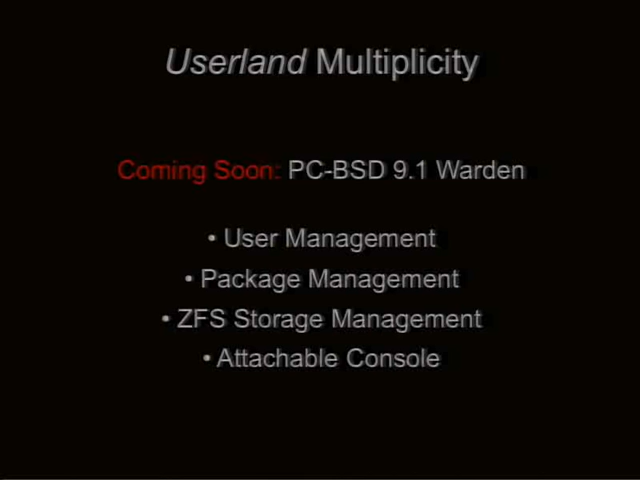 Userland Multiplicity
Coming Soon: PC-BSD 9.1 Warden
• User Management
• Package Management
• ZFS Storage Management
• Attachable Console